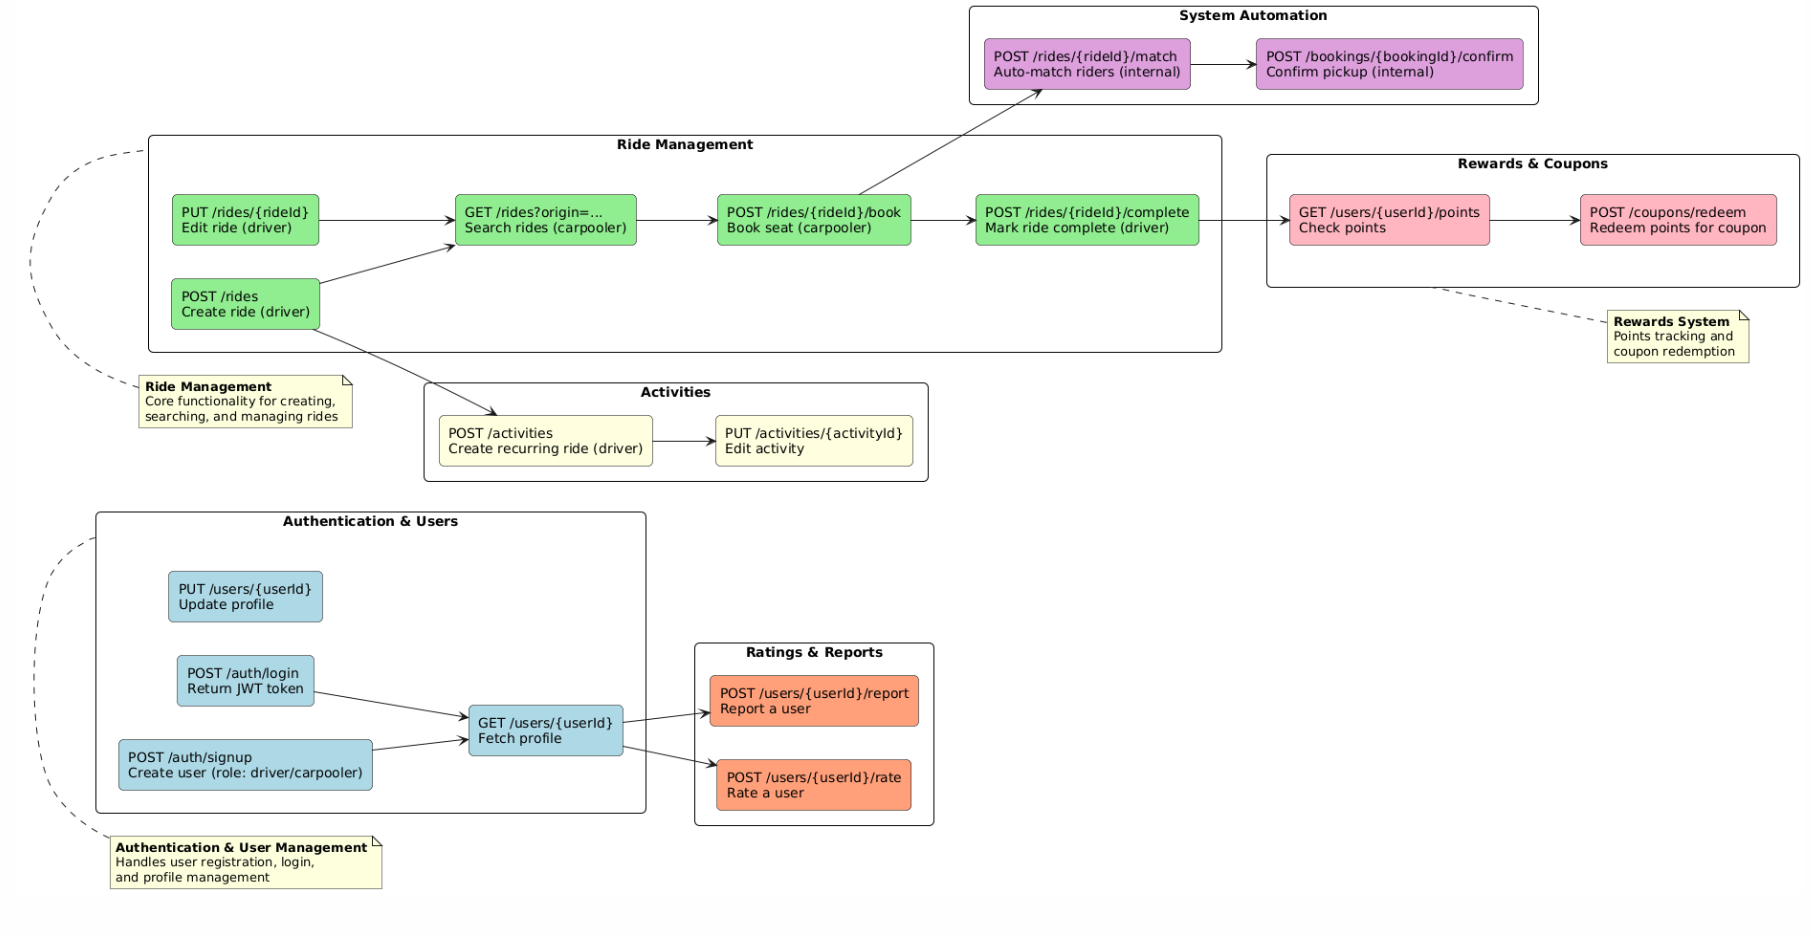 System Automation
POST /rides/{rideId}/match
Auto-match riders (internal)
POST /bookings/{bookingId}/confirm
Confirm pickup (internal)
Ride Management
PUT /rides/{rideId}
Edit ride (driver)
GET /rides?origin=...
Search rides (carpooler)
POST /rides/{rideId}/book
Book seat (carpooler)
POST /rides/{rideId}/complete
Mark ride complete (driver)
POST /rides
Create ride (driver)
Rewards & Coupons
GET /users/{userId}/points
Check points
POST /coupons/redeem
Redeem points for coupon
Rewards System
Points tracking and
coupon redemption
Ride Management
Core functionality for creating,
searching, and managing rides
Activities
POST /activities
Create recurring ride (driver)
PUT /activities/{activityId}
Edit activity
Authentication & Users
PUT /users/{userId}
Update profile
POST /auth/login
Return JWT token
POST /auth/signup
Create user (role: driver/carpooler)
GET /users/{userId}
Fetch profile
Ratings & Reports
POST /users/{userId}/report
Report a user
POST /users/{userId}/rate
Rate a user
Authentication & User Management
Handles user registration, login,
and profile management